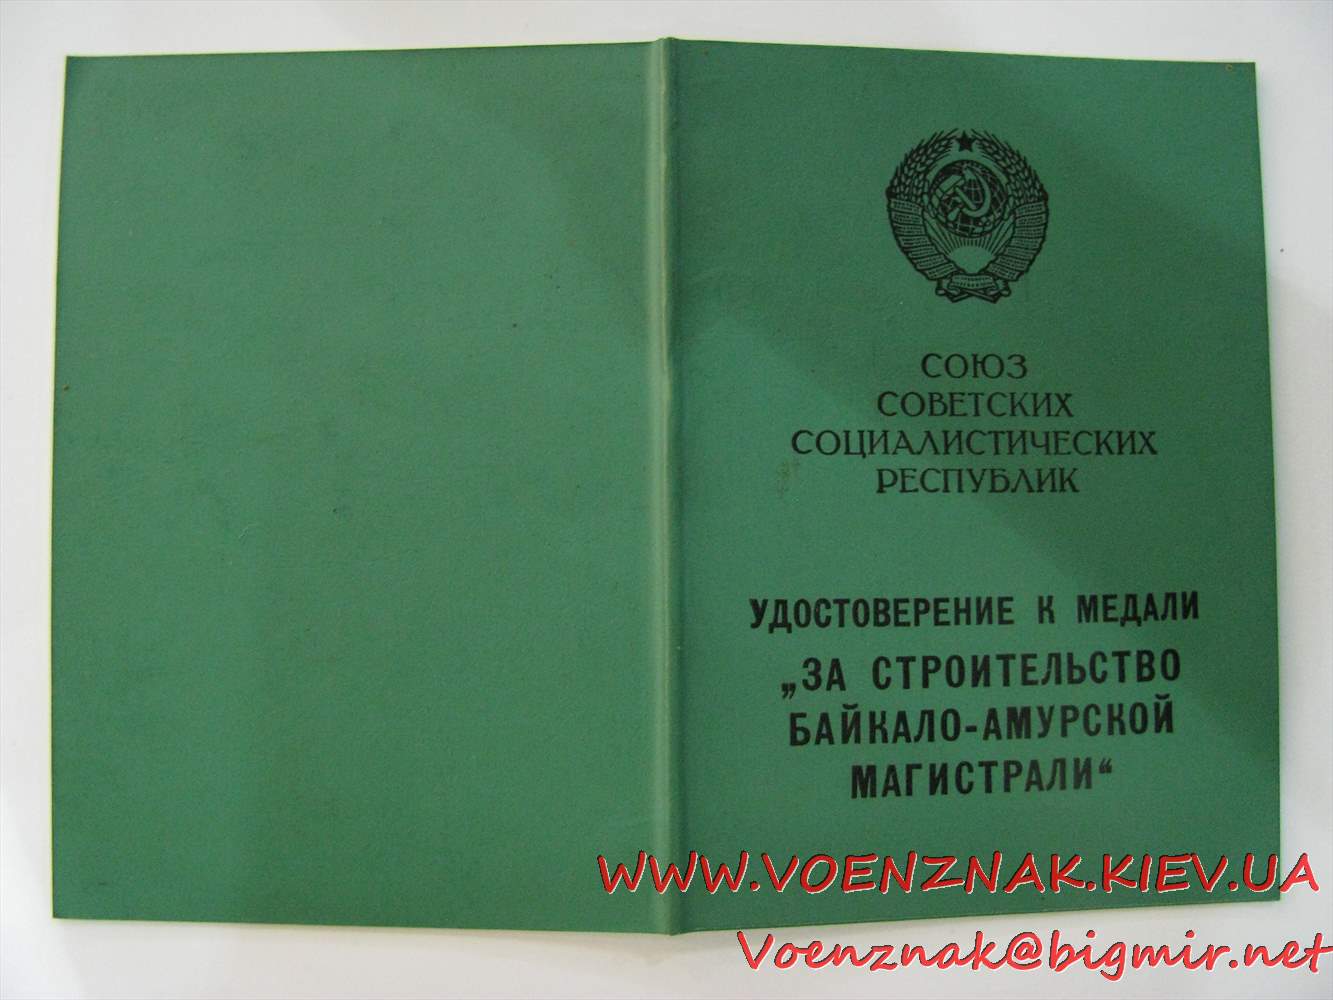 СОЮЗ
СОВЕТСКИХ
СОЦИАЛИСТИЧЕСКИХ
РЕСПУБЛИК
УДОСТОВЕРЕНИЕ К МЕДАЛИ
„ЗА СТРОИТЕЛЬСТВО
БАЙКАЛО-АМУРСКОЙ
МАГИСТРАЛИ“
WWW.VOENZNAK.KIEV.UA
Voenznak@bigmir.net